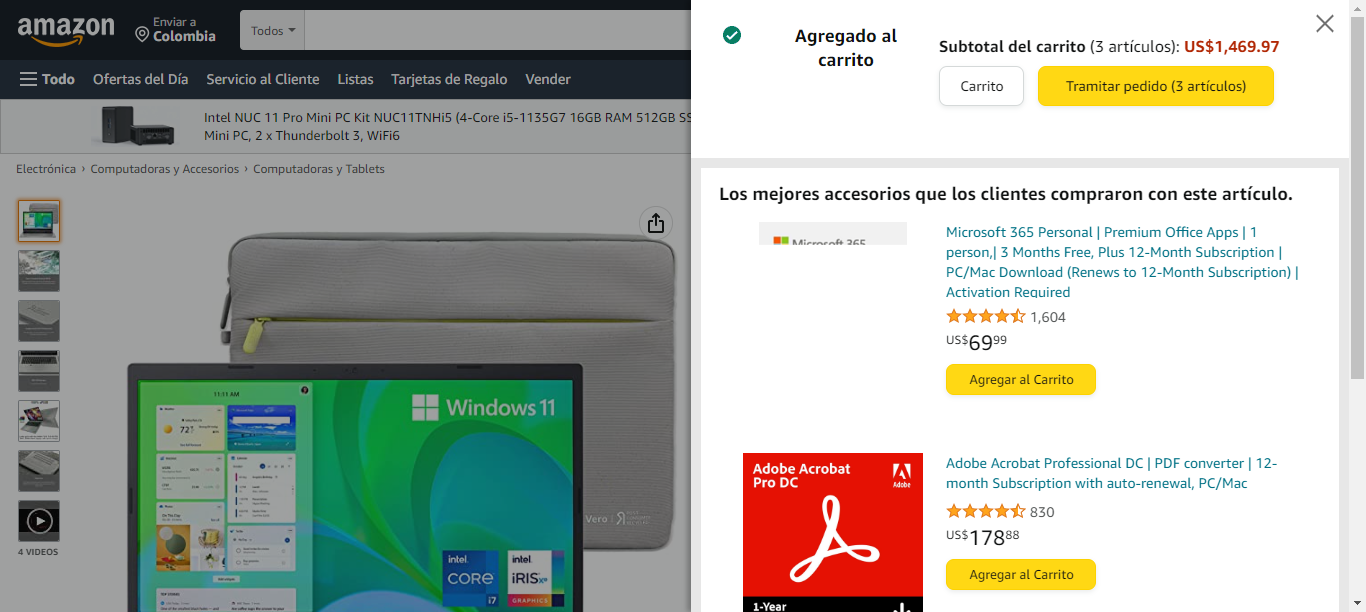 amazon
Enviar a
Colombia
Todos
Todo
Ofertas del Día
Servicio al Cliente
Listas
Tarjetas de Regalo
Vender
Intel NUC 11 Pro Mini PC Kit NUC11TNHi5 (4-Core i5-1135G7 16GB RAM 512GB SS
Mini PC, 2 x Thunderbolt 3, WiFi6
Electrónica › Computadoras y Accesorios › Computadoras y Tablets
4 VIDEOS
11:11 AM
72°
Windows 11
Vero
intel.
CORE
i7
intel.
iRIS Xe
GRAPHICS
Agregado al
carrito
Subtotal del carrito (3 artículos): US$1,469.97
Carrito
Tramitar pedido (3 artículos)
Los mejores accesorios que los clientes compraron con este artículo.
Microsoft 365
Microsoft 365 Personal | Premium Office Apps | 1
person,| 3 Months Free, Plus 12-Month Subscription |
PC/Mac Download (Renews to 12-Month Subscription) |
Activation Required
1,604
US$69.99
Agregar al Carrito
Adobe Acrobat
Pro DC
Adobe
1-Year
Adobe Acrobat Professional DC | PDF converter | 12-
month Subscription with auto-renewal, PC/Mac
830
US$178.88
Agregar al Carrito